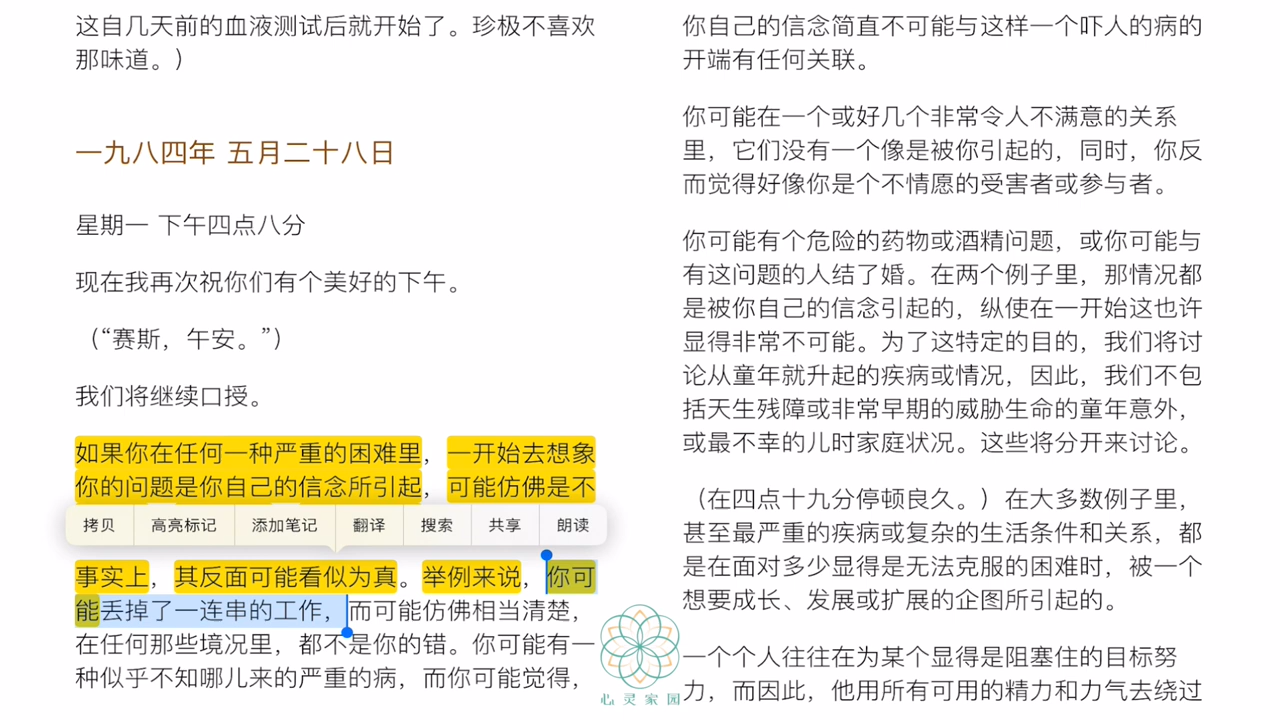 这自几天前的血液测试后就开始了。珍极不喜欢
那味道。）
一九八四年 五月二十八日
星期一 下午四点八分
现在我再次祝你们有个美好的下午。
（“赛斯，午安。”）
我们将继续口授。
如果你在任何一种严重的困难里，一开始去想象
你的问题是你自己的信念所引起，可能仿佛是不
拷贝 高亮标记 添加笔记 翻译 搜索 共享 朗读
事实上，其反面可能看似为真。举例来说，你可
能丢掉了一连串的工作，而可能仿佛相当清楚，
在任何那些境况里，都不是你的错。你可能有一
种似乎不知哪儿来的严重的病，而你可能觉得，
你自己的信念简直不可能与这样一个吓人的病的
开端有任何关联。
你可能在一个或好几个非常令人不满意的关系
里，它们没有一个像是被你引起的，同时，你反
而觉得好像你是个不情愿的受害者或参与者。
你可能有个危险的药物或酒精问题，或你可能与
有这问题的人结了婚。在两个例子里，那情况都
是被你自己的信念引起的，纵使在一开始这也许
显得非常不可能。为了这特定的目的，我们将讨
论从童年就升起的疾病或情况，因此，我们不包
括天生残障或非常早期的威胁生命的童年意外，
或最不幸的儿时家庭状况。这些将分开来讨论。
（在四点十九分停顿良久。）在大多数例子里，
甚至最严重的疾病或复杂的生活条件和关系，都
是在面对多少显得是无法克服的困难时，被一个
想要成长、发展或扩展的企图所引起的。
一个个人往往在为某个显得是阻塞住的目标努
力，而因此，他用所有可用的精力和力气去绕过
心灵家园